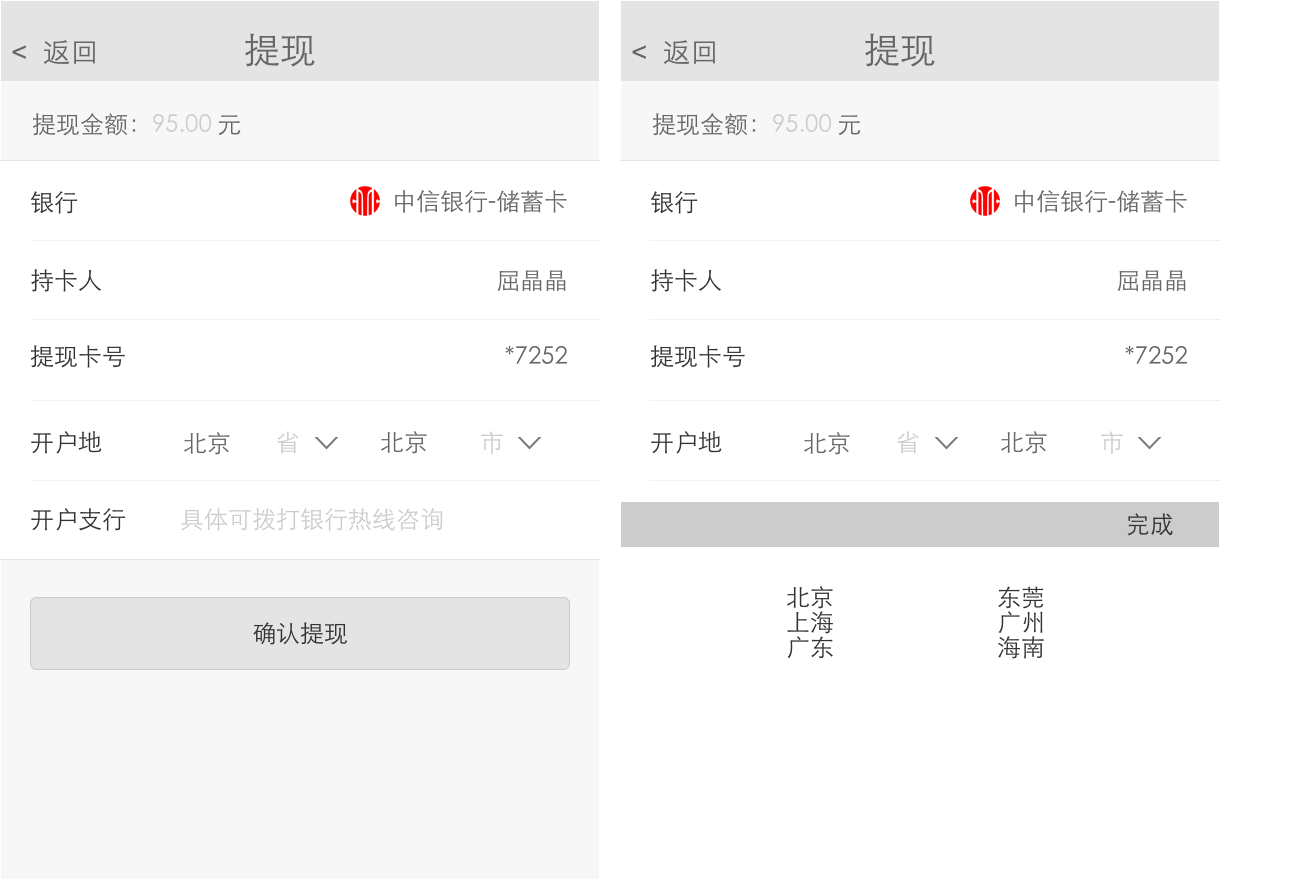 < 返回 提现
提现金额：95.00 元
银行 中信银行-储蓄卡
持卡人 屈晶晶
提现卡号 *7252
开户地 北京 省 北京 市
开户支行 具体可拨打银行热线咨询
确认提现
< 返回 提现
提现金额：95.00 元
银行 中信银行-储蓄卡
持卡人 屈晶晶
提现卡号 *7252
开户地 北京 省 北京 市
完成
北京 东莞
上海 广州
广东 海南